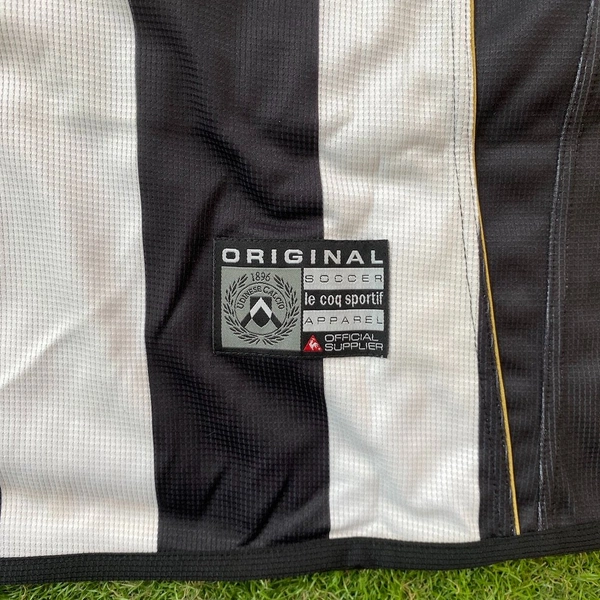 ORIGINAL
1896
UDINESE CALCIO
SOCCER
le coq sportif
APPAREL
OFFICIAL
SUPPLIER